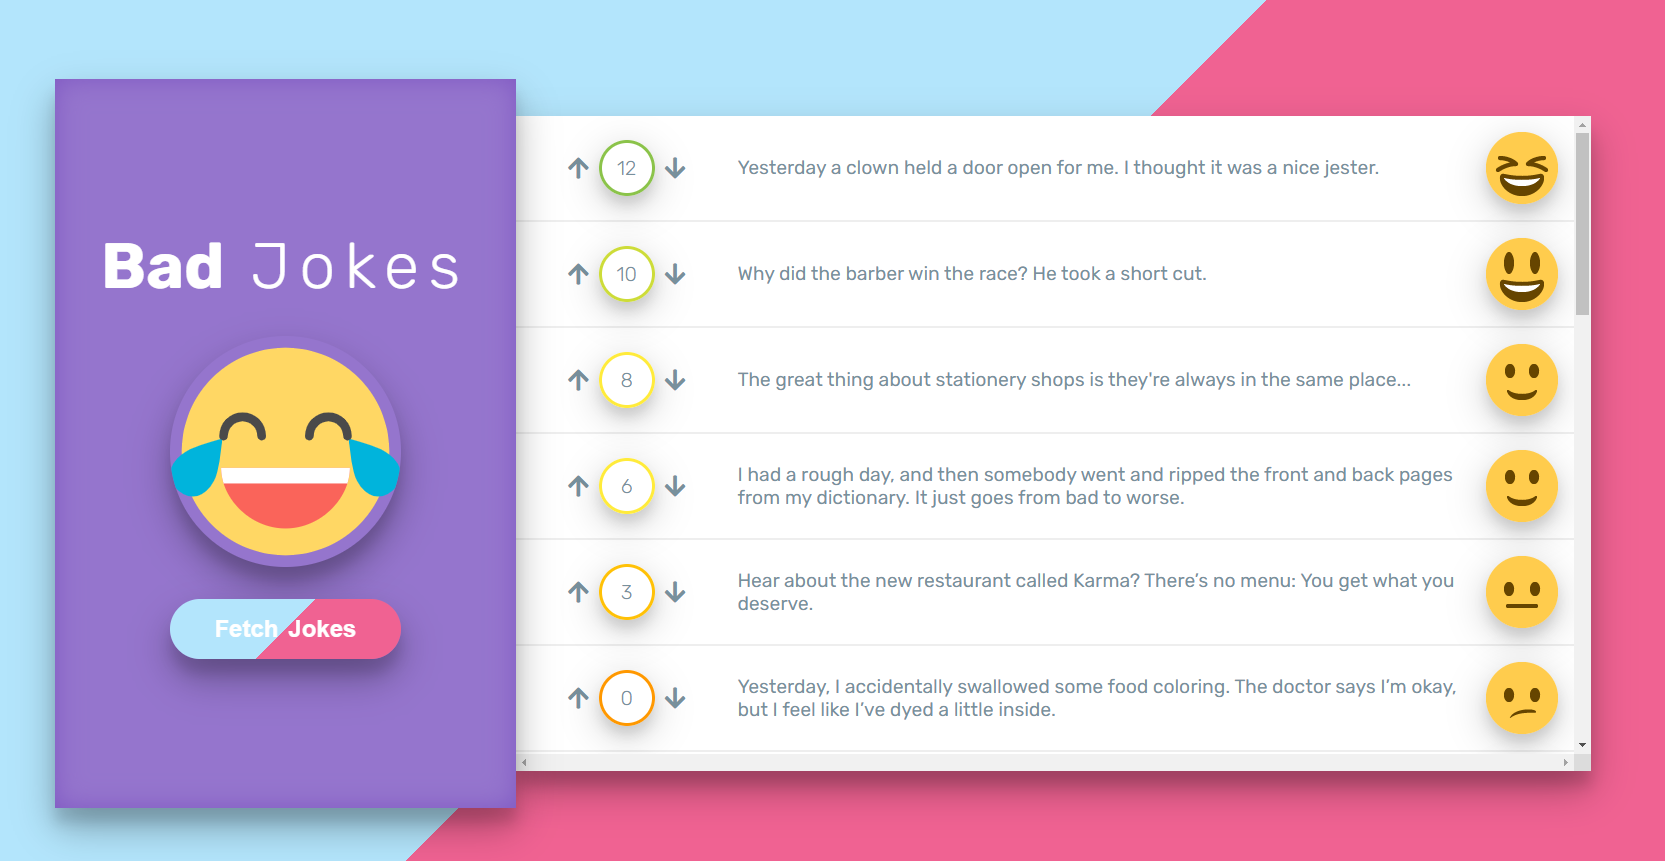 Bad Jokes
Fetch Jokes
12
Yesterday a clown held a door open for me. I thought it was a nice jester.
10
Why did the barber win the race? He took a short cut.
8
The great thing about stationery shops is they're always in the same place...
6
I had a rough day, and then somebody went and ripped the front and back pages
from my dictionary. It just goes from bad to worse.
3
Hear about the new restaurant called Karma? There’s no menu: You get what you
deserve.
0
Yesterday, I accidentally swallowed some food coloring. The doctor says I’m okay,
but I feel like I’ve dyed a little inside.